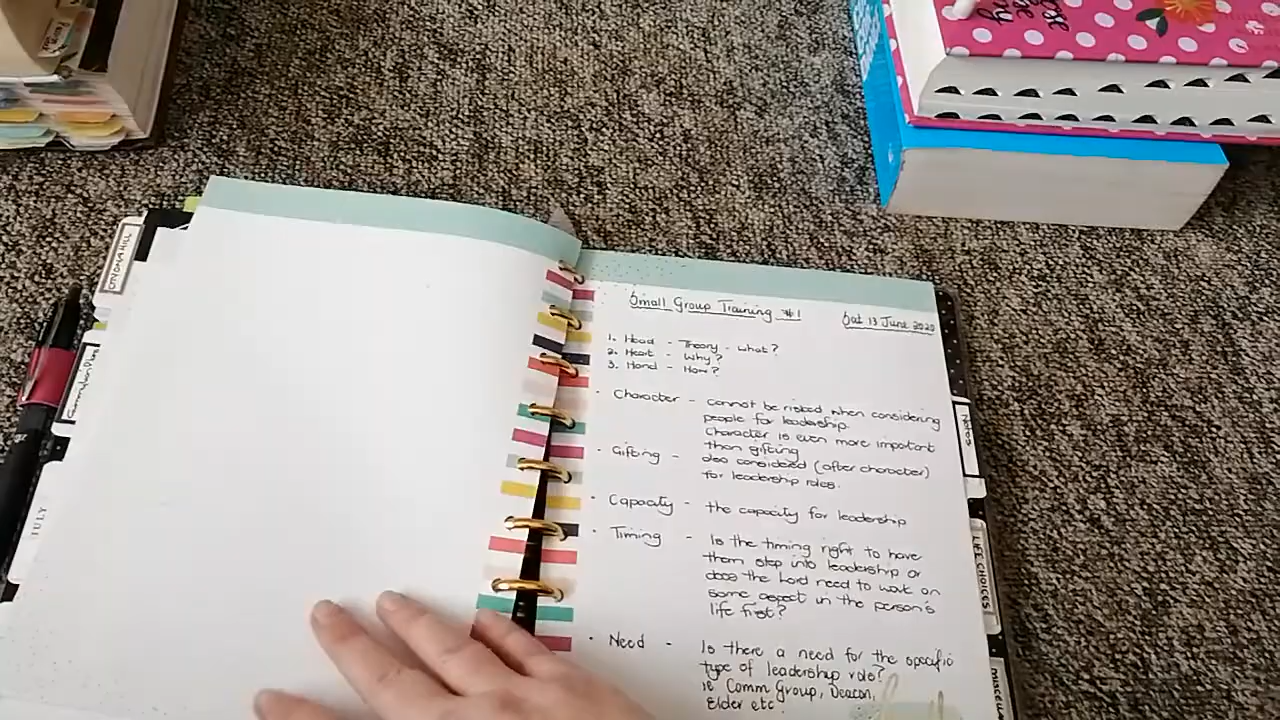 CITY ON A HILL
JULY
Small Group Training #1
Sat 13 June 2020
1. Head - Theory - what?
2. Heart - Why?
3. Hand - How?
• Character - cannot be risked when considering
people for leadership.
Character is even more important
than gifting
• Gifting - also considered (after character)
for leadership roles.
• Capacity - the capacity for leadership
• Timing - Is the timing right to have
them step into leadership or
does the Lord need to work on
some aspect in the person's
life first?
• Need - Is there a need for the specific
type of leadership role?
ie Comm Group, Deacon,
Elder etc.
Notes
LIFE CHOICES